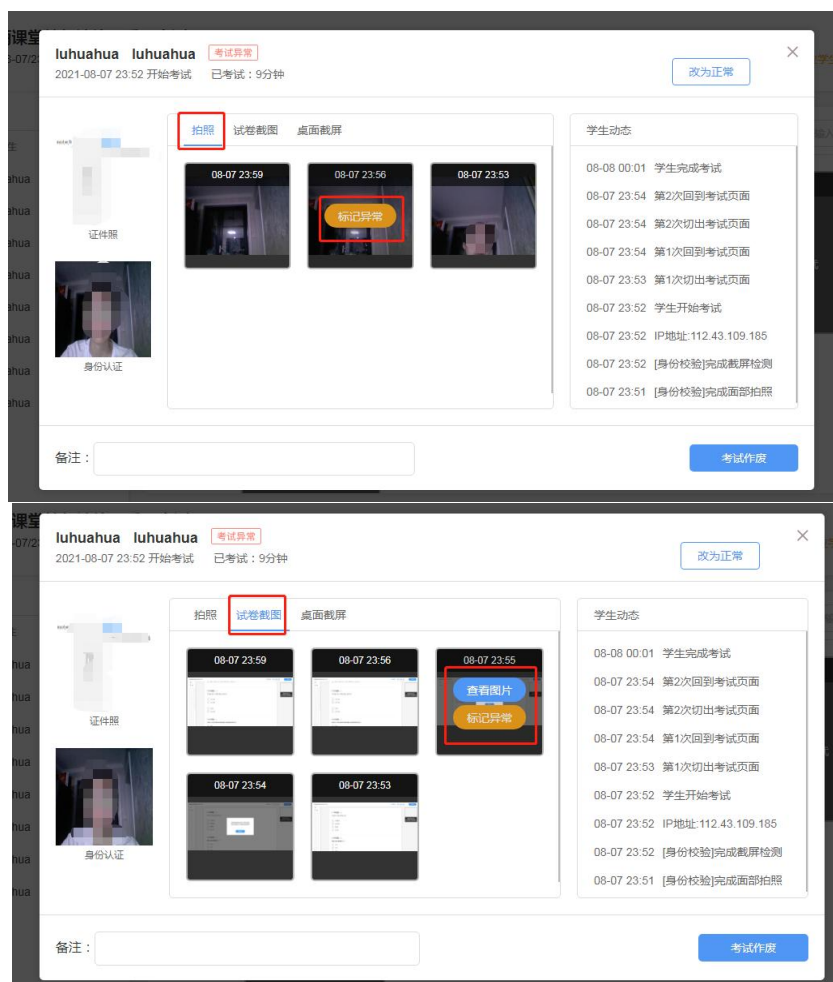 luhuahua luhuahua 考试异常
2021-08-07 23:52 开始考试 已考试：9分钟
改为正常
拍照 试卷截图 桌面截屏
学生动态
08-07 23:59 08-07 23:56 08-07 23:53
标记异常
证件照
身份认证
08-08 00:01 学生完成考试
08-07 23:54 第2次回到考试页面
08-07 23:54 第2次切出考试页面
08-07 23:54 第1次回到考试页面
08-07 23:53 第1次切出考试页面
08-07 23:52 学生开始考试
08-07 23:52 IP地址:112.43.109.185
08-07 23:52 [身份校验]完成截屏检测
08-07 23:51 [身份校验]完成面部拍照
备注：
考试作废
luhuahua luhuahua 考试异常
2021-08-07 23:52 开始考试 已考试：9分钟
改为正常
拍照 试卷截图 桌面截屏
学生动态
08-07 23:59 08-07 23:56 08-07 23:55
查看图片
标记异常
08-07 23:54 08-07 23:53
证件照
身份认证
08-08 00:01 学生完成考试
08-07 23:54 第2次回到考试页面
08-07 23:54 第2次切出考试页面
08-07 23:54 第1次回到考试页面
08-07 23:53 第1次切出考试页面
08-07 23:52 学生开始考试
08-07 23:52 IP地址:112.43.109.185
08-07 23:52 [身份校验]完成截屏检测
08-07 23:51 [身份校验]完成面部拍照
备注：
考试作废